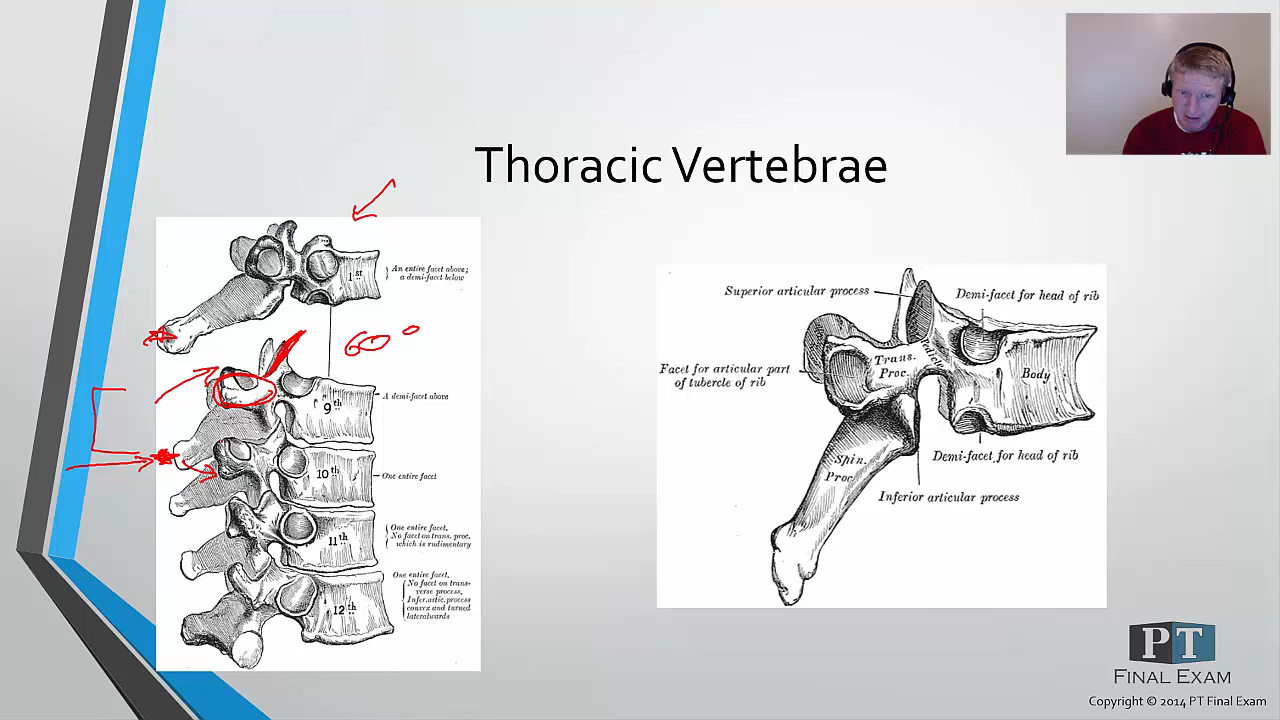 Thoracic Vertebrae
1st
An entire facet above;
a demi-facet below
60°
9th
A demi-facet above
10th
One entire facet
11th
One entire facet,
No facet on trans. proc.
which is rudimentary
12th
One entire facet,
No facet on trans-
verse process,
Infer. artic. process
convex and turned
lateralwards
Superior articular process
Demi-facet for head of rib
Facet for articular part
of tubercle of rib
Trans.
Proc.
Pedicle
Body
Demi-facet for head of rib
Spin.
Proc.
Inferior articular process
PT
FINAL EXAM
Copyright © 2014 PT Final Exam